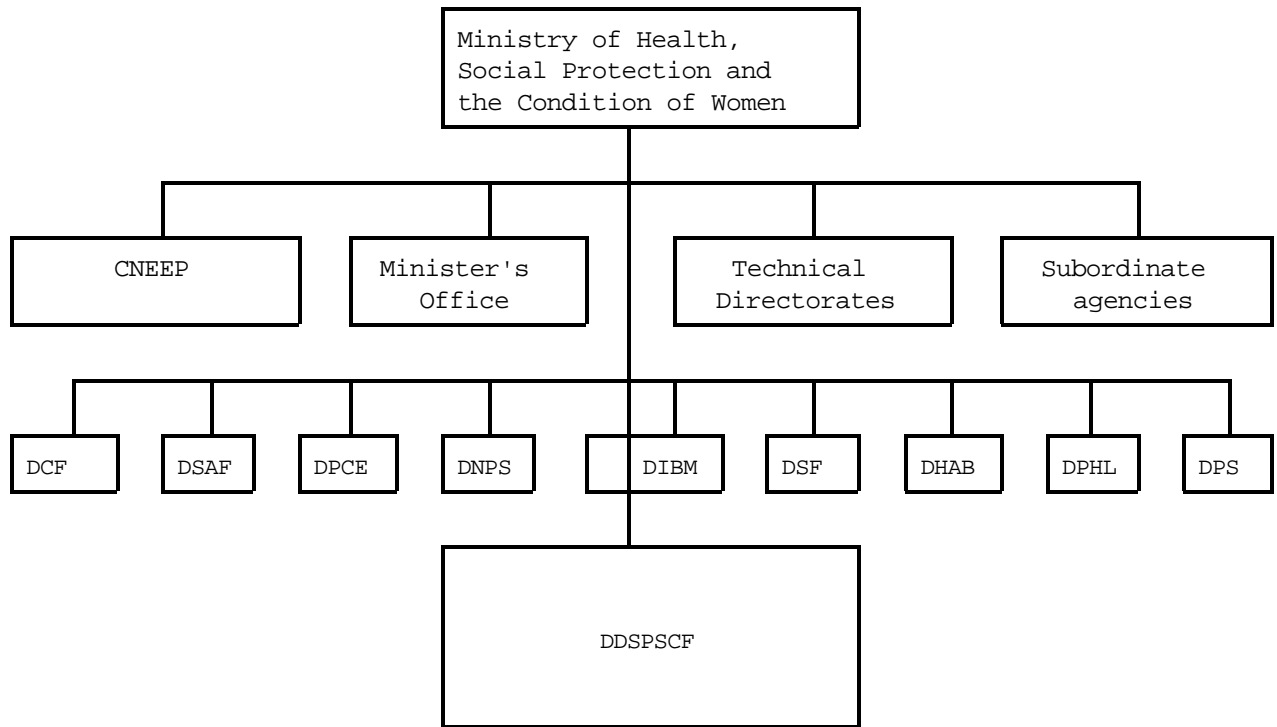 Ministry of Health,
Social Protection and
the Condition of Women
CNEEP
Minister's
Office
Technical
Directorates
Subordinate
agencies
DCF
DSAF
DPCE
DNPS
DIBM
DSF
DHAB
DPHL
DPS
DDSPSCF